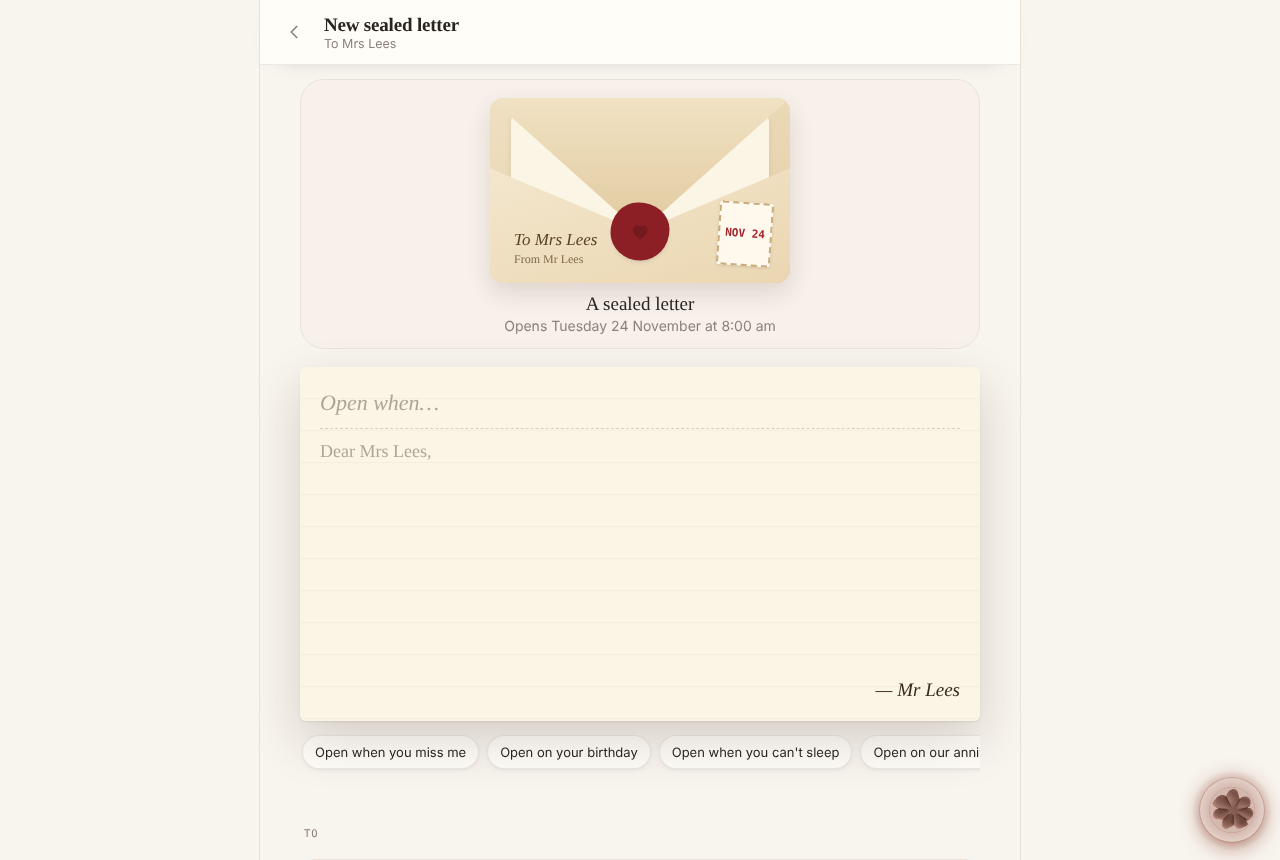 New sealed letter
To Mrs Lees
To Mrs Lees
From Mr Lees
NOV 24
A sealed letter
Opens Tuesday 24 November at 8:00 am
Open when…
Dear Mrs Lees,
— Mr Lees
Open when you miss me
Open on your birthday
Open when you can't sleep
Open on our anni
TO